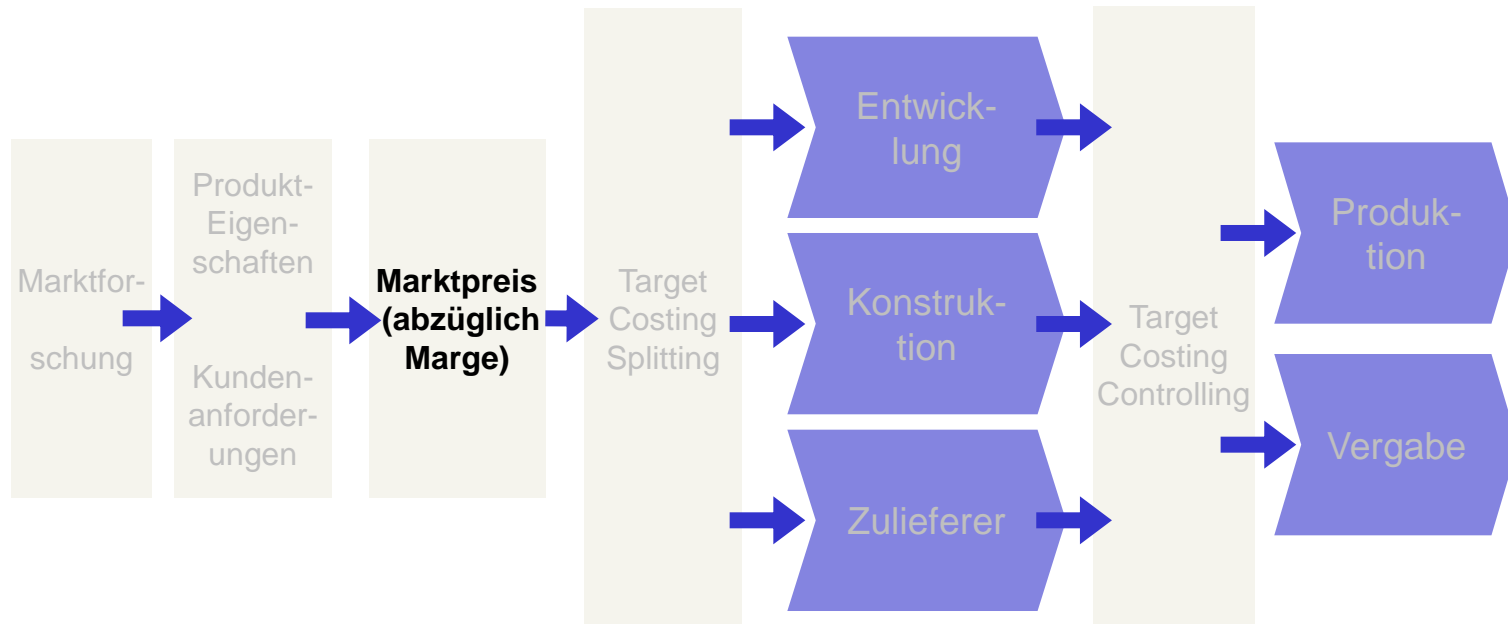 Marktfor-
schung
Produkt-
Eigen-
schaften
Kunden-
anforder-
ungen
Marktpreis
(abzüglich
Marge)
Target
Costing
Splitting
Entwick-
lung
Konstruk-
tion
Zulieferer
Target
Costing
Controlling
Produk-
tion
Vergabe